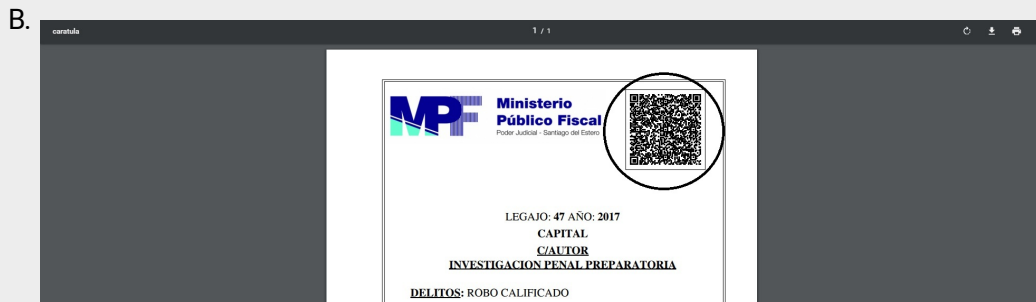 B.
caratula
1 / 1
MPF
Ministerio
Público Fiscal
Poder Judicial - Santiago del Estero
LEGAJO: 47 AÑO: 2017
CAPITAL
C/AUTOR
INVESTIGACION PENAL PREPARATORIA
DELITOS: ROBO CALIFICADO